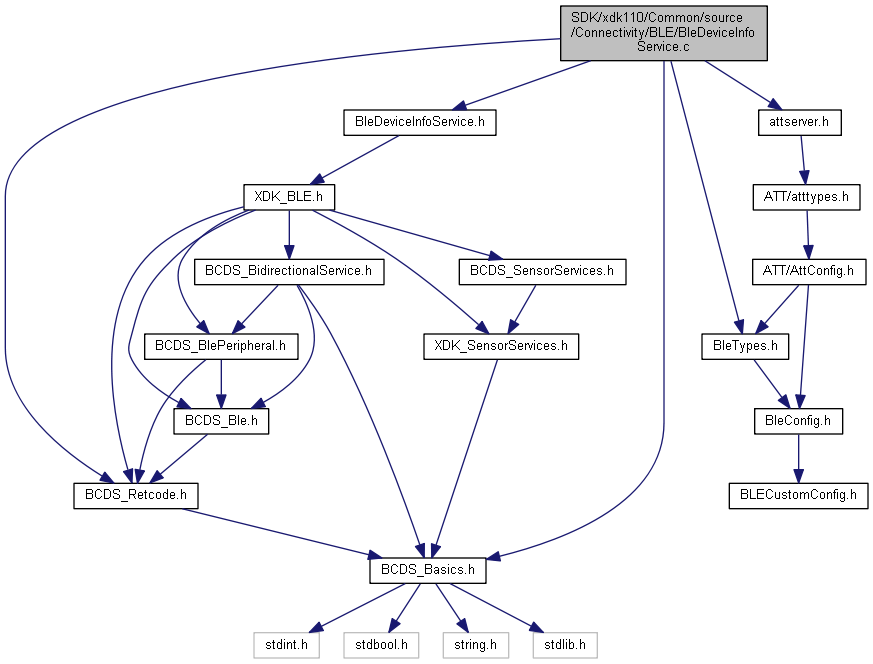 SDK/xdk110/Common/source
/Connectivity/BLE/BleDeviceInfo
Service.c
BleDeviceInfoService.h
attserver.h
XDK_BLE.h
ATT/atttypes.h
BCDS_BidirectionalService.h
BCDS_SensorServices.h
ATT/AttConfig.h
BCDS_BlePeripheral.h
XDK_SensorServices.h
BleTypes.h
BCDS_Ble.h
BleConfig.h
BCDS_Retcode.h
BLECustomConfig.h
BCDS_Basics.h
stdint.h
stdbool.h
string.h
stdlib.h